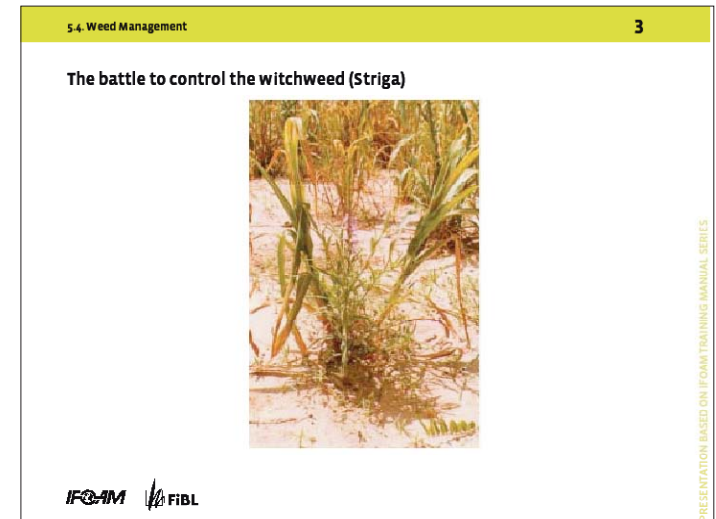 5.4. Weed Management
3
The battle to control the witchweed (Striga)
PRESENTATION BASED ON IFOAM TRAINING MANUAL SERIES
IFOAM
FiBL